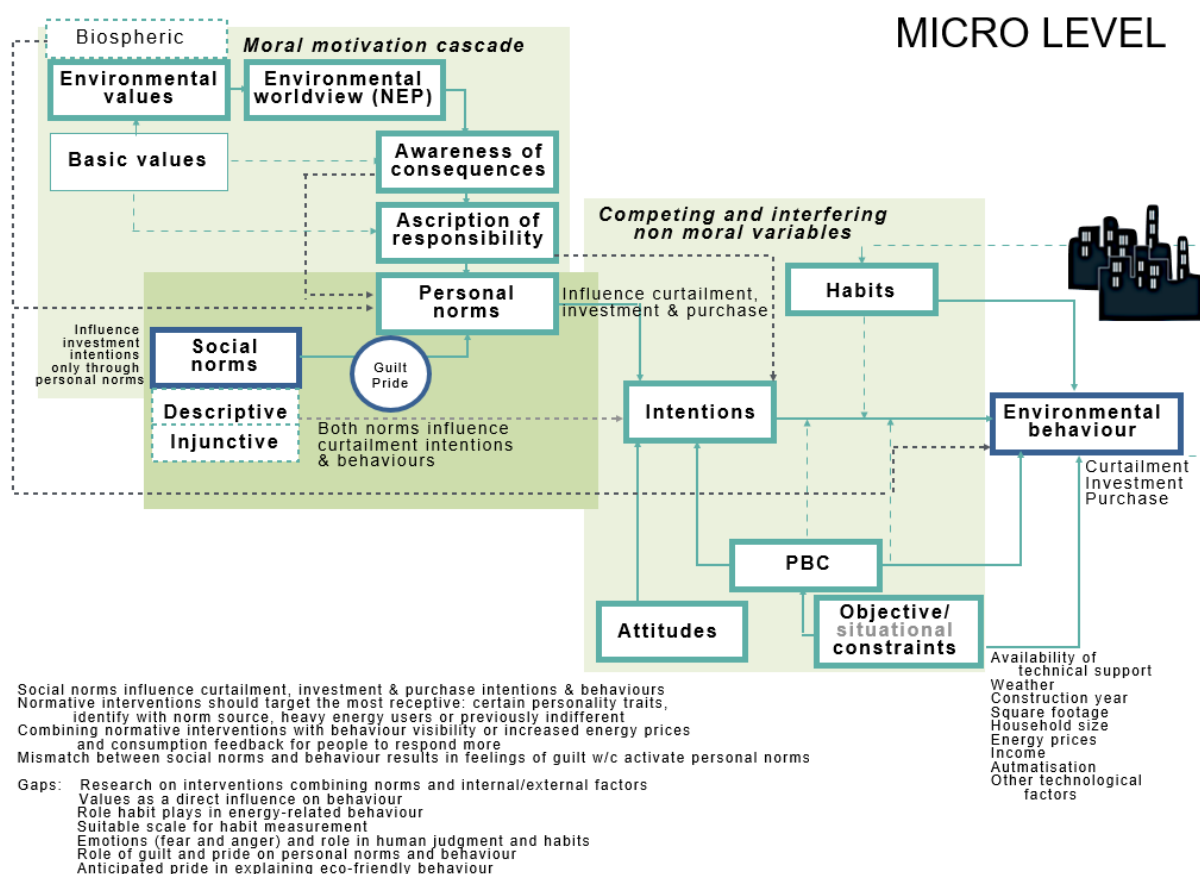 MICRO LEVEL
Biospheric
Moral motivation cascade
Environmental
values
Environmental
worldview (NEP)
Basic values
Awareness of
consequences
Ascription of
responsibility
Competing and interfering
non moral variables
Habits
Personal
norms
Influence curtailment,
investment & purchase
Influence
investment
intentions
only through
personal norms
Social
norms
Guilt
Pride
Descriptive
Injunctive
Both norms influence
curtailment intentions
& behaviours
Intentions
Environmental
behaviour
Curtailment
Investment
Purchase
PBC
Attitudes
Objective/
situational
constraints
Availability of
technical support
Weather
Construction year
Square footage
Household size
Energy prices
Income
Autmatisation
Other technological
factors
Social norms influence curtailment, investment & purchase intentions & behaviours
Normative interventions should target the most receptive: certain personality traits,
identify with norm source, heavy energy users or previously indifferent
Combining normative interventions with behaviour visibility or increased energy prices
and consumption feedback for people to respond more
Mismatch between social norms and behaviour results in feelings of guilt w/c activate personal norms
Gaps: Research on interventions combining norms and internal/external factors
Values as a direct influence on behaviour
Role habit plays in energy-related behaviour
Suitable scale for habit measurement
Emotions (fear and anger) and role in human judgment and habits
Role of guilt and pride on personal norms and behaviour
Anticipated pride in explaining eco-friendly behaviour